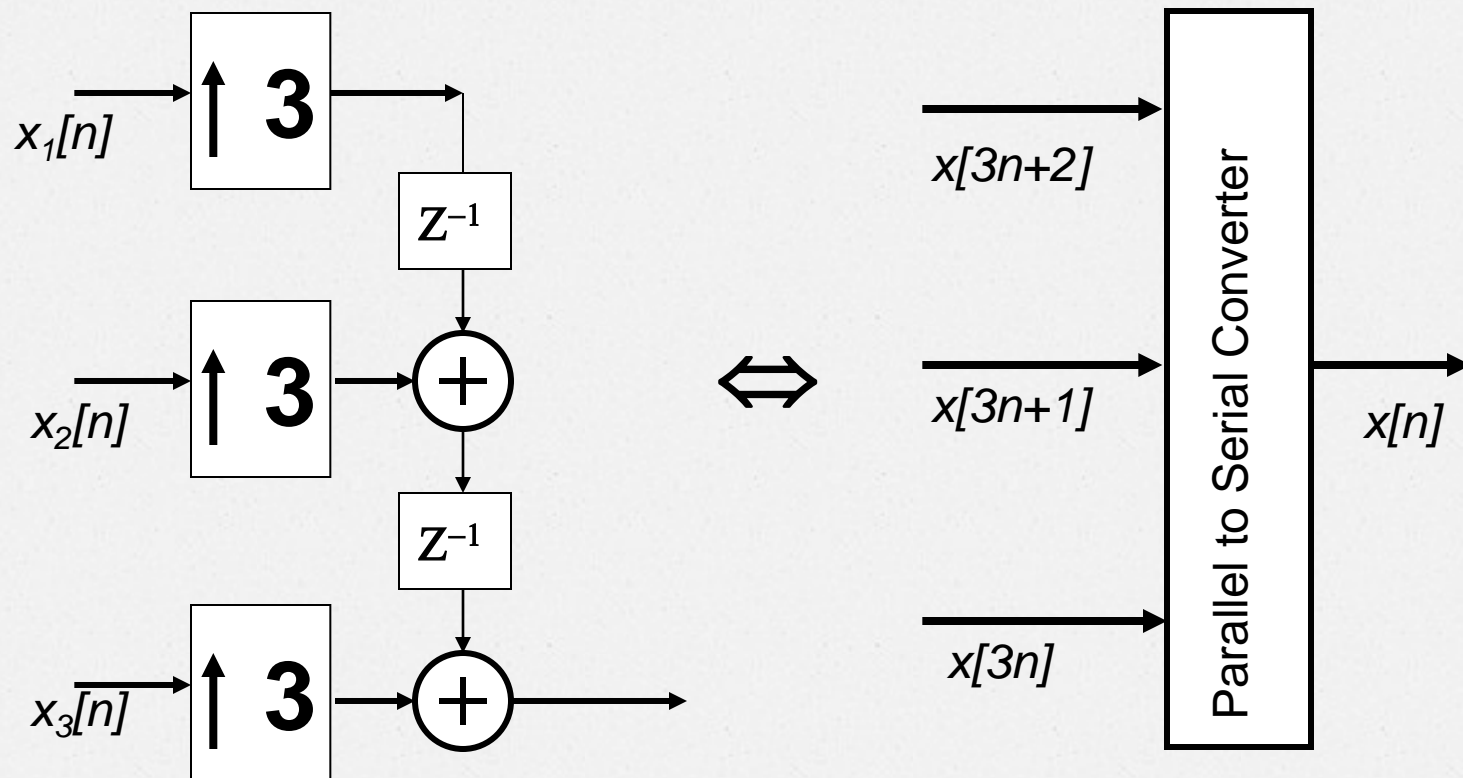 ↑ 3
x₁[n]
z⁻¹
↑ 3
x₂[n]
z⁻¹
↑ 3
x₃[n]
x[3n+2]
x[3n+1]
x[3n]
Parallel to Serial Converter
x[n]